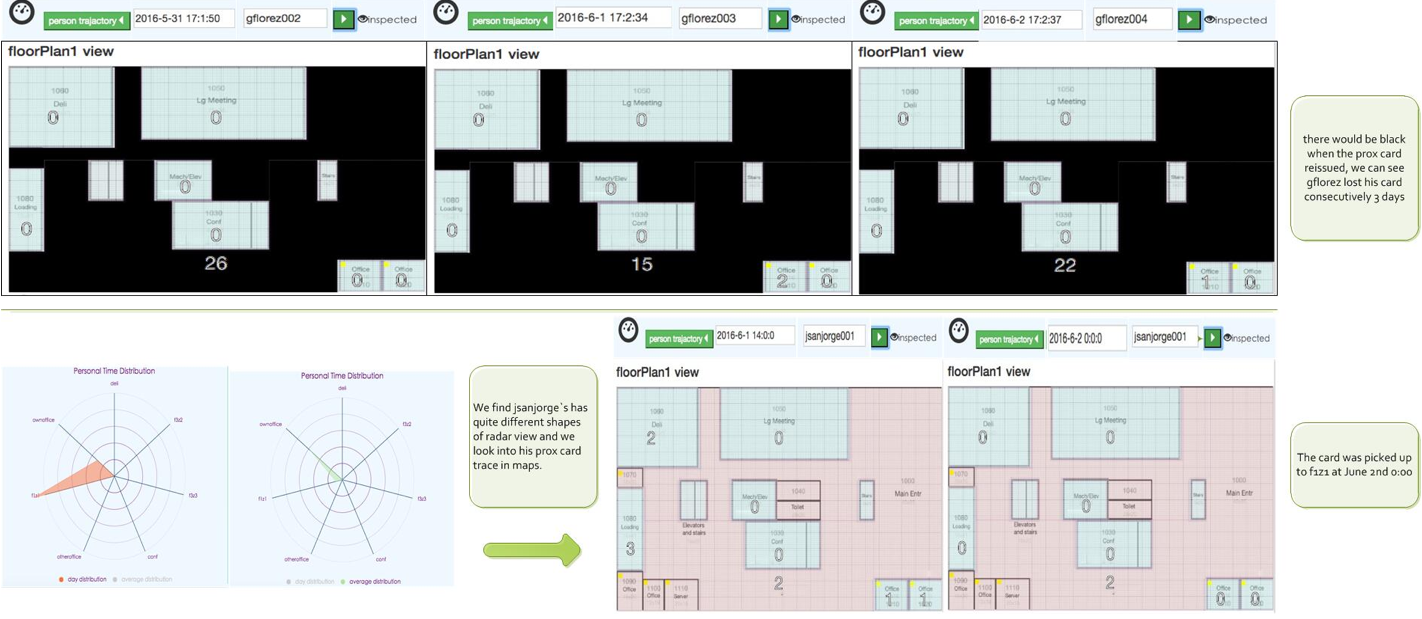 person trajactory
2016-5-31 17:1:50
gflorez002
inspected
person trajactory
2016-6-1 17:2:34
gflorez003
inspected
person trajactory
2016-6-2 17:2:37
gflorez004
inspected
floorPlan1 view
1060
Deli
0
1050
Lg Meeting
0
Mach/Elev
0
1080
Loading
0
1030
Conf
0
26
Office
0
Office
0
floorPlan1 view
1060
Deli
0
1050
Lg Meeting
0
Mach/Elev
0
Stairs
1080
Loading
0
1030
Conf
0
15
Office
2
Office
0
floorPlan1 view
1060
Deli
0
1050
Lg Meeting
0
Mach/Elev
0
Stairs
1080
Loading
0
1030
Conf
0
22
Office
1
Office
0
there would be black
when the prox card
reissued, we can see
gflorez lost his card
consecutively 3 days
Personal Time Distribution
deli
ownoffice
f3z2
f1z1
f3z3
otheroffice
conf
day distribution
average distribution
Personal Time Distribution
deli
ownoffice
f3z2
f1z1
f3z3
otheroffice
conf
day distribution
average distribution
We find jsanjorge`s has
quite different shapes
of radar view and we
look into his prox card
trace in maps.
person trajactory
2016-6-1 14:0:0
jsanjorge001
inspected
floorPlan1 view
1060
Deli
2
1050
Lg Meeting
0
1070
Mach/Elev
0
1040
Toilet
Stairs
1000
Main Entr
Elevators
and stairs
1080
Loading
3
1030
Conf
0
2
1090
Office
1100
Office
1110
Server
Office
1
Office
1
person trajactory
2016-6-2 0:0:0
jsanjorge001
inspected
floorPlan1 view
1060
Deli
0
1050
Lg Meeting
0
1070
Mach/Elev
0
1040
Toilet
Stairs
1000
Main Entr
Elevators
and stairs
1080
Loading
0
1030
Conf
0
2
1090
Office
1100
Office
1110
Server
Office
0
Office
0
The card was picked up
to f1z1 at June 2nd 0:00